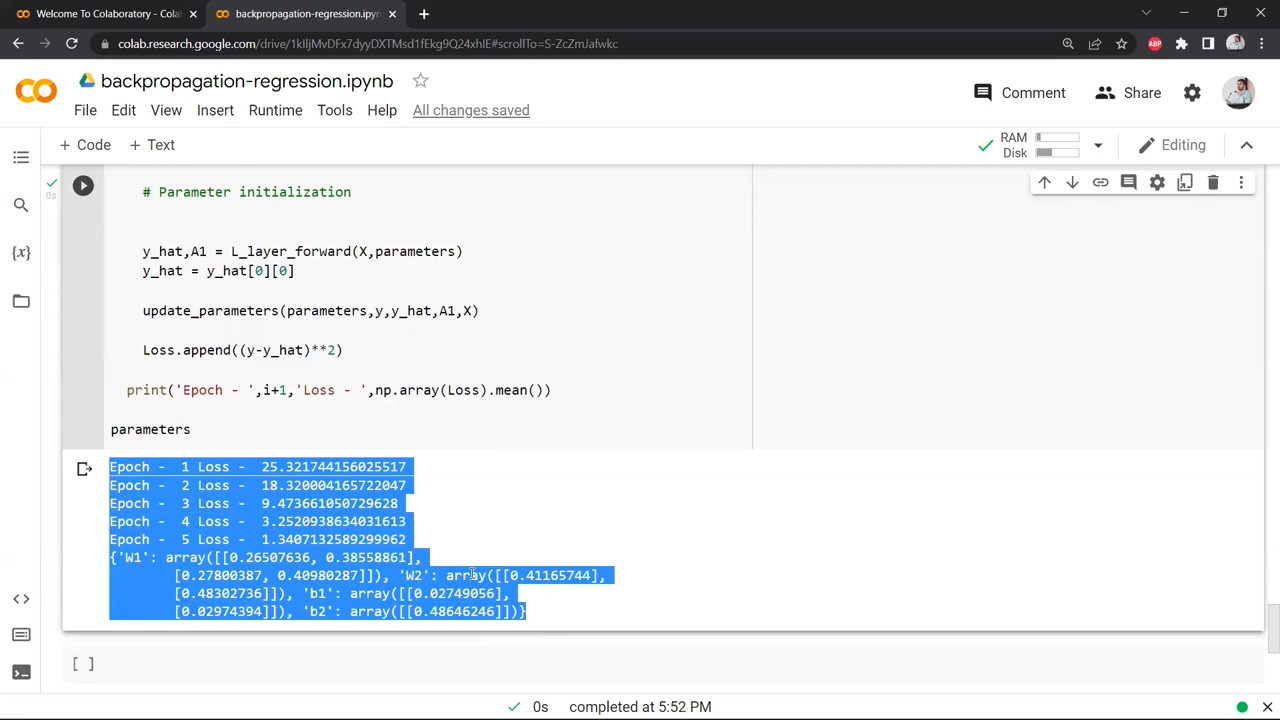 Welcome To Colaboratory - Colal
backpropagation-regression.ipyn
colab.research.google.com/drive/1kIljMvDFx7dyyDXTMsd1fEkg9Q24xhIE#scrollTo=S-ZcZmJafwkc
ABP
backpropagation-regression.ipynb
File Edit View Insert Runtime Tools Help All changes saved
Comment Share
+ Code + Text
RAM
Disk
Editing
0s
# Parameter initialization
y_hat,A1 = L_layer_forward(X,parameters)
y_hat = y_hat[0][0]
update_parameters(parameters,y,y_hat,A1,X)
Loss.append((y-y_hat)**2)
print('Epoch - ',i+1,'Loss - ',np.array(Loss).mean())
parameters
Epoch -  1 Loss -  25.321744156025517
Epoch -  2 Loss -  18.320004165722047
Epoch -  3 Loss -  9.473661050729628
Epoch -  4 Loss -  3.2520938634031613
Epoch -  5 Loss -  1.3407132589299962
{'W1': array([[0.26507636, 0.38558861],
[0.27800387, 0.40980287]]), 'W2': array([[0.41165744],
[0.48302736]]), 'b1': array([[0.02749056],
[0.02974394]]), 'b2': array([[0.48646246]])}
[ ]
0s completed at 5:52 PM